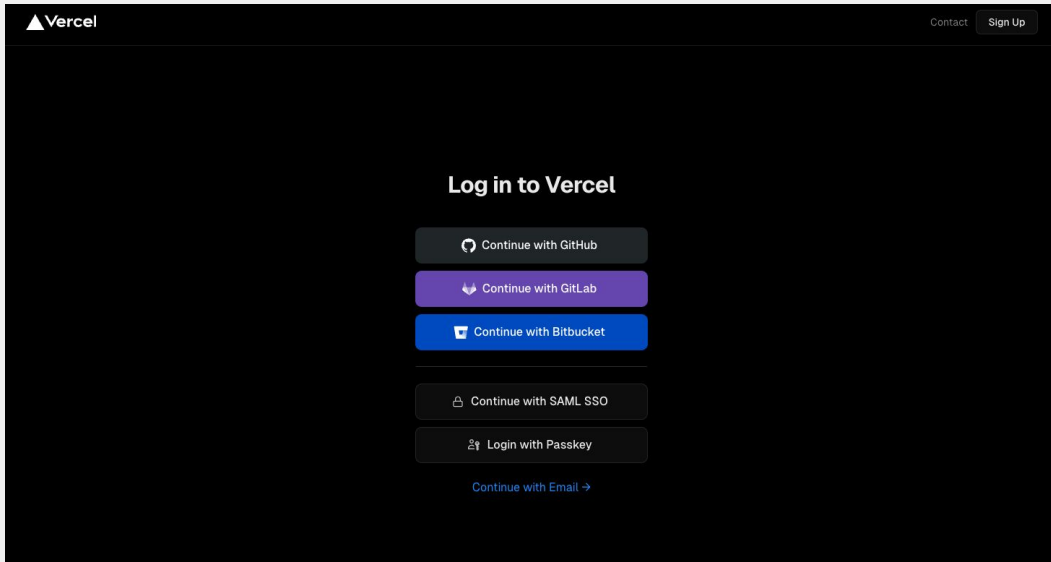 Vercel
Contact
Sign Up
Log in to Vercel
Continue with GitHub
Continue with GitLab
Continue with Bitbucket
Continue with SAML SSO
Login with Passkey
Continue with Email →